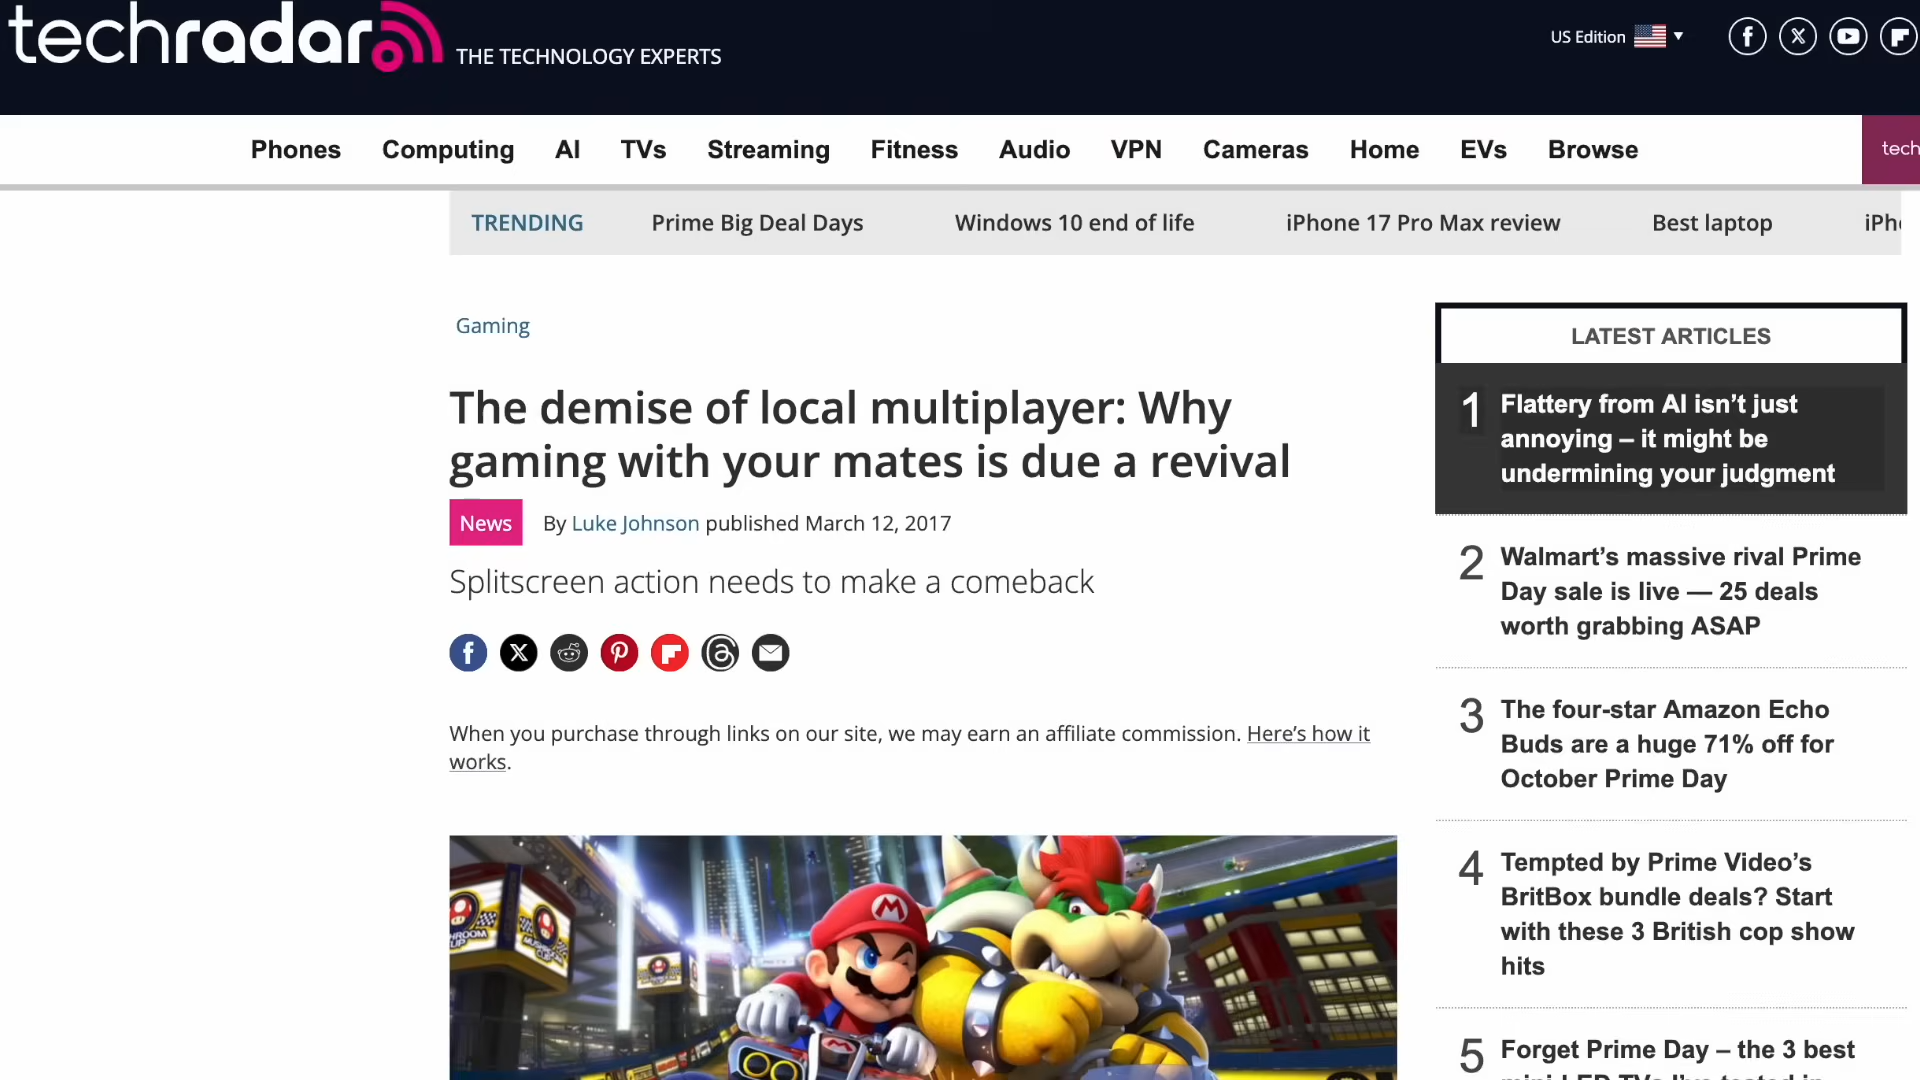 techradar THE TECHNOLOGY EXPERTS
US Edition
Phones Computing AI TVs Streaming Fitness Audio VPN Cameras Home EVs Browse
tech
TRENDING Prime Big Deal Days Windows 10 end of life iPhone 17 Pro Max review Best laptop
Gaming
The demise of local multiplayer: Why
gaming with your mates is due a revival
News By Luke Johnson published March 12, 2017
Splitscreen action needs to make a comeback
When you purchase through links on our site, we may earn an affiliate commission. Here's how it
works.
LATEST ARTICLES
1 Flattery from AI isn't just
annoying – it might be
undermining your judgment
2 Walmart's massive rival Prime
Day sale is live — 25 deals
worth grabbing ASAP
3 The four-star Amazon Echo
Buds are a huge 71% off for
October Prime Day
4 Tempted by Prime Video's
BritBox bundle deals? Start
with these 3 British cop show
hits
5 Forget Prime Day – the 3 best